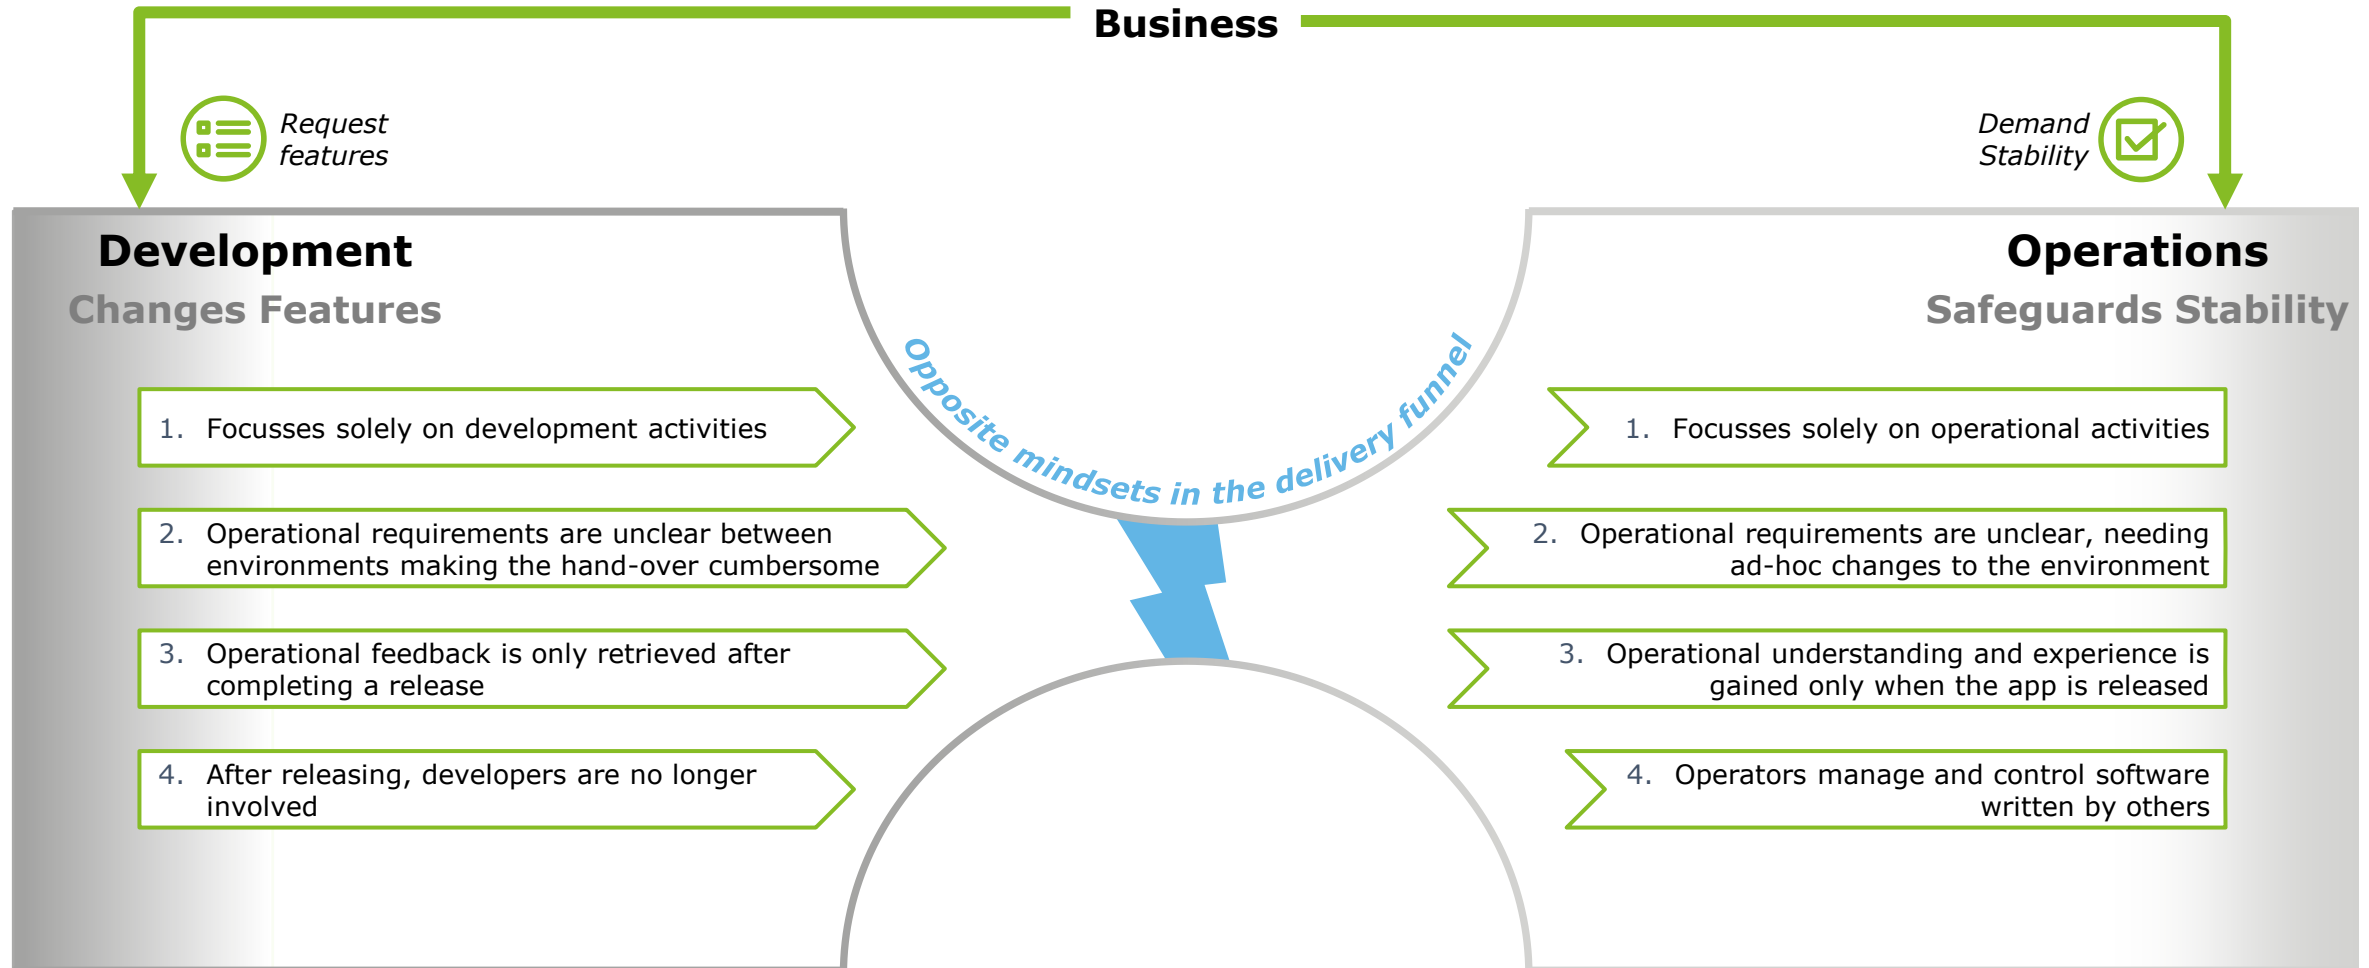 Business
Request
features
Demand
Stability
Development
Changes Features
Operations
Safeguards Stability
Opposite mindsets in the delivery funnel
1. Focusses solely on development activities
2. Operational requirements are unclear between
environments making the hand-over cumbersome
3. Operational feedback is only retrieved after
completing a release
4. After releasing, developers are no longer
involved
1. Focusses solely on operational activities
2. Operational requirements are unclear, needing
ad-hoc changes to the environment
3. Operational understanding and experience is
gained only when the app is released
4. Operators manage and control software
written by others